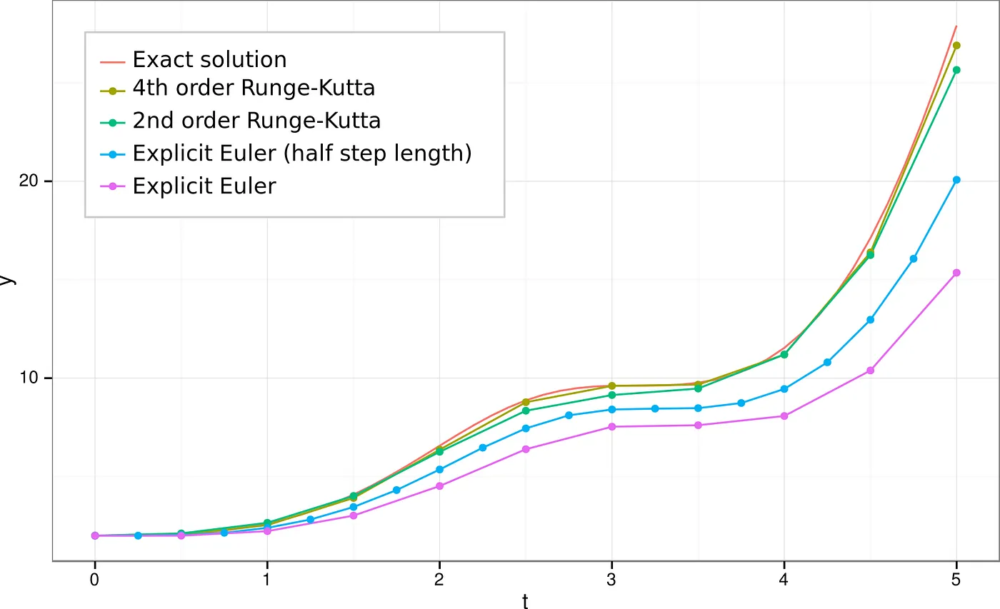 Exact solution
4th order Runge-Kutta
2nd order Runge-Kutta
Explicit Euler (half step length)
Explicit Euler
20
y
10
0 1 2 3 4 5
t